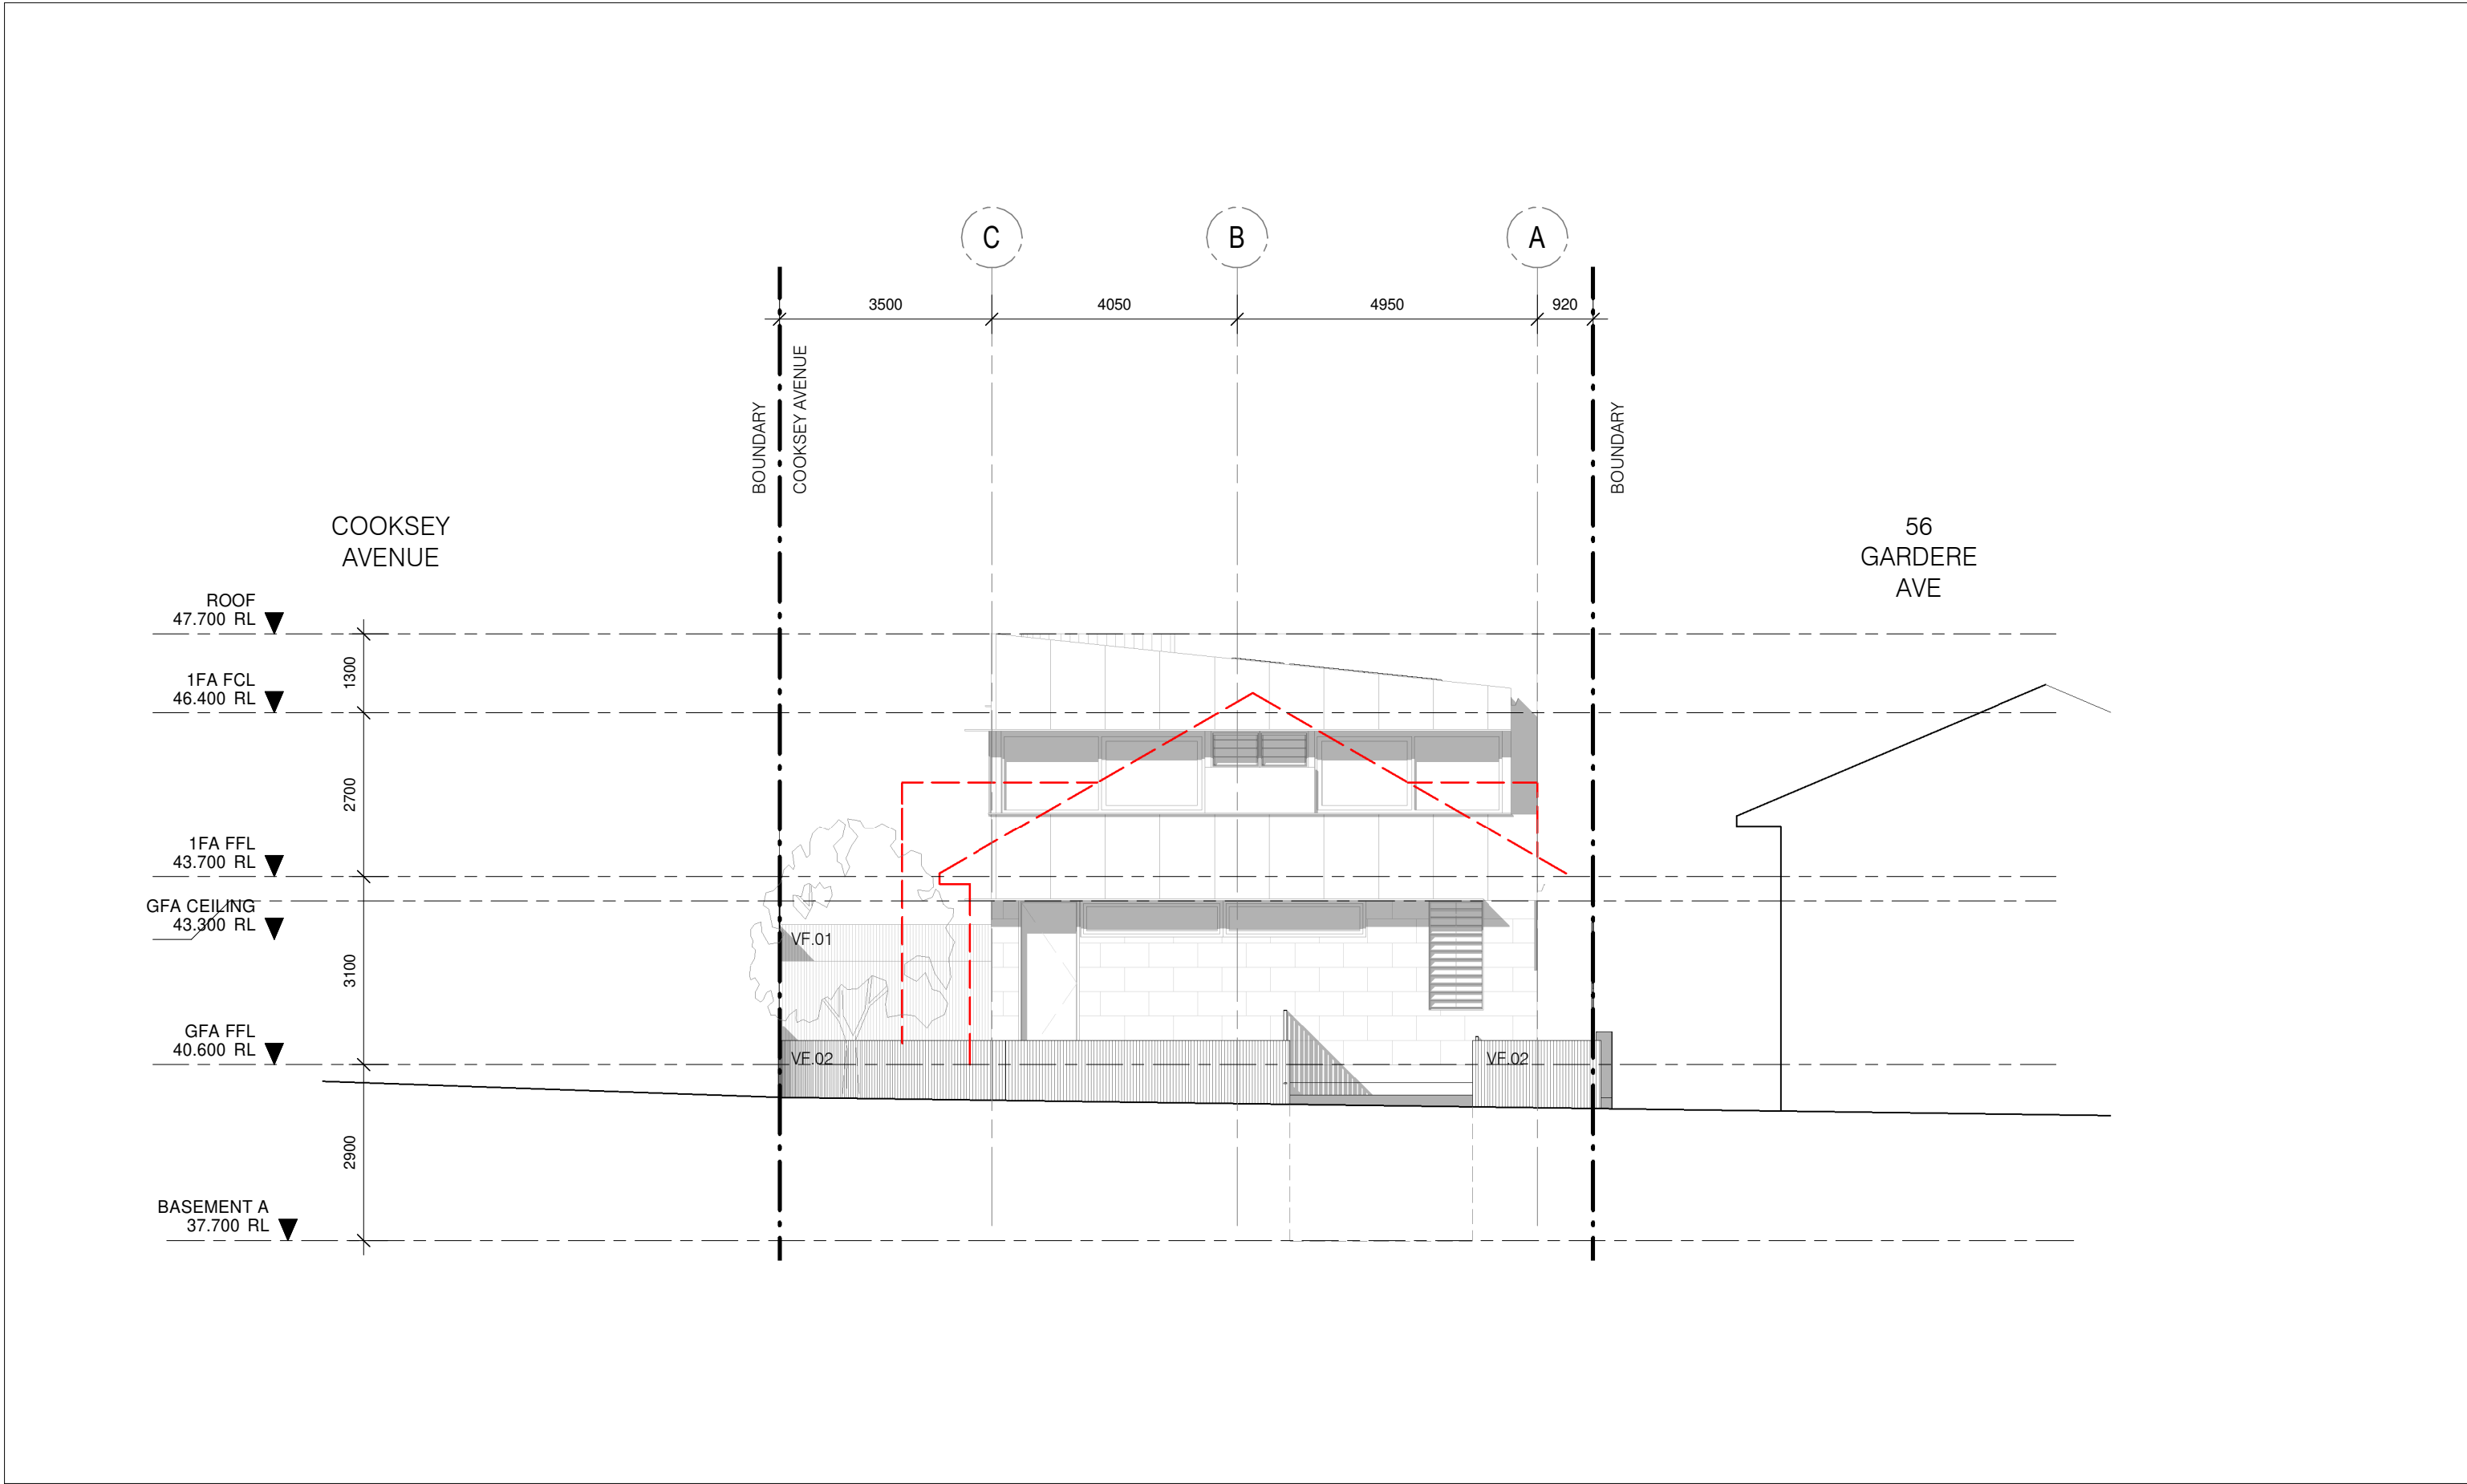 C
B
A
3500
4050
4950
920
BOUNDARY
COOKSEY AVENUE
BOUNDARY
COOKSEY
AVENUE
56
GARDERE
AVE
ROOF
47.700 RL
1300
1FA FCL
46.400 RL
2700
1FA FFL
43.700 RL
GFA CEILING
43.300 RL
VF.01
3100
GFA FFL
40.600 RL
VF.02
VF.02
2900
BASEMENT A
37.700 RL